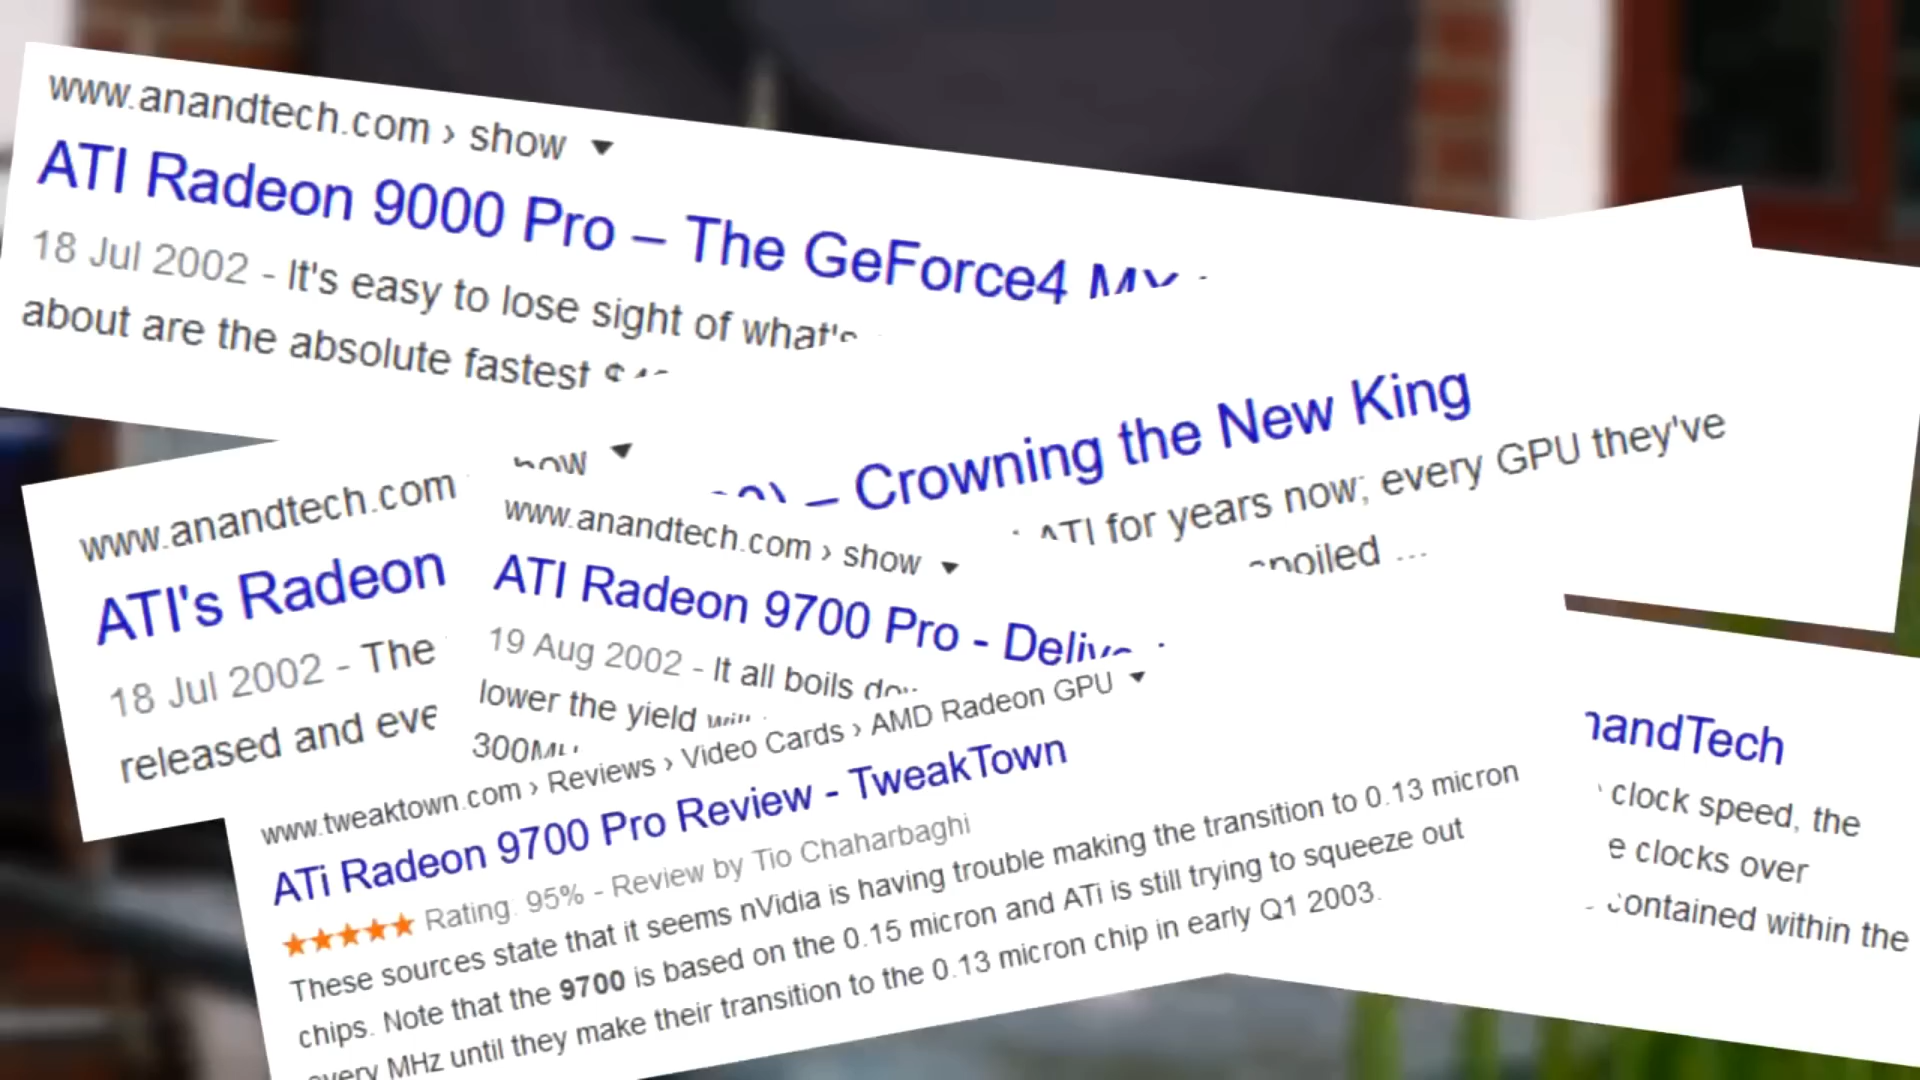 www.anandtech.com › show
ATI Radeon 9000 Pro – The GeForce4 MX
18 Jul 2002 - It's easy to lose sight of what's
about are the absolute fastest
www.anandtech.com
ATI's Radeon – Crowning the New King
18 Jul 2002 - The ATI for years now; every GPU they've
released and eve spoiled ...
www.anandtech.com › show
ATI Radeon 9700 Pro - nandTech
19 Aug 2002 - It all boils clock speed, the
lower the yield e clocks over
contained within the
www.tweaktown.com › Reviews › Video Cards › AMD Radeon GPU
ATi Radeon 9700 Pro Review - TweakTown
Rating: 95% - Review by Tio Chaharbaghi
These sources state that it seems nVidia is having trouble making the transition to 0.13 micron
chips. Note that the 9700 is based on the 0.15 micron and ATi is still trying to squeeze out
every MHz until they make their transition to the 0.13 micron chip in early Q1 2003.